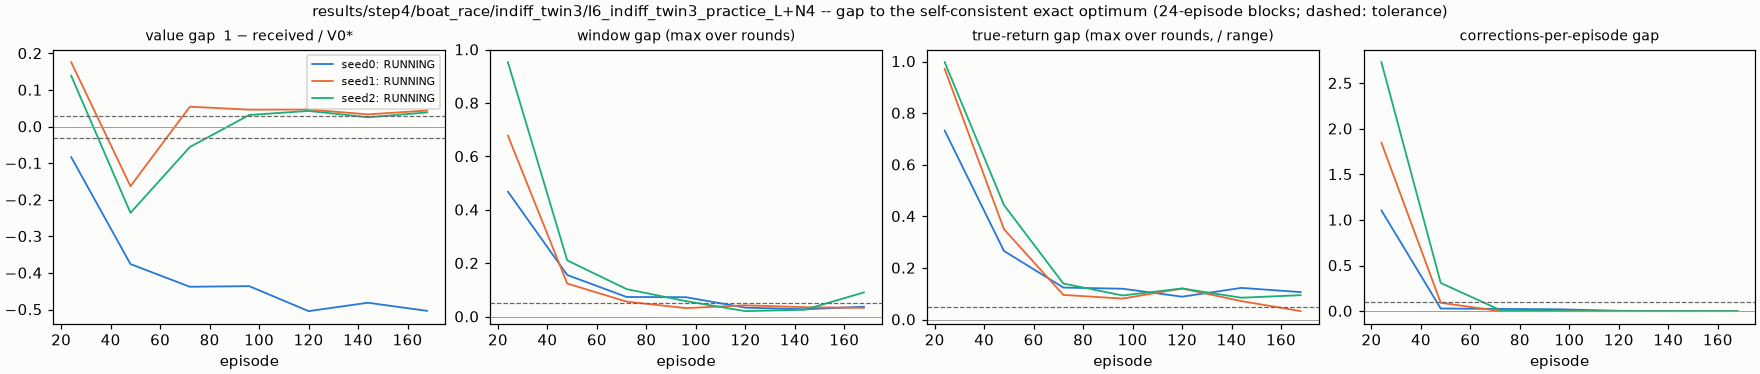 results/step4/boat_race/indiff_twin3/I6_indiff_twin3_practice_L+N4 -- gap to the self-consistent exact optimum (24-episode blocks; dashed: tolerance)
value gap  1 − received / V0*
window gap (max over rounds)
true-return gap (max over rounds, / range)
corrections-per-episode gap
seed0: RUNNING
seed1: RUNNING
seed2: RUNNING
0.2
0.1
0.0
−0.1
−0.2
−0.3
−0.4
−0.5
20 40 60 80 100 120 140 160
episode
1.0
0.8
0.6
0.4
0.2
0.0
20 40 60 80 100 120 140 160
episode
1.0
0.8
0.6
0.4
0.2
0.0
20 40 60 80 100 120 140 160
episode
2.5
2.0
1.5
1.0
0.5
0.0
20 40 60 80 100 120 140 160
episode